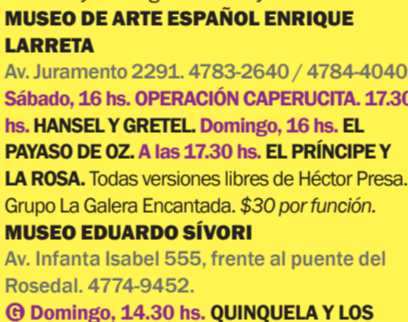 MUSEO DE ARTE ESPAÑOL ENRIQUE
LARRETA
Av. Juramento 2291. 4783-2640 / 4784-4040
Sábado, 16 hs. OPERACIÓN CAPERUCITA. 17.30
hs. HANSEL Y GRETEL. Domingo, 16 hs. EL
PAYASO DE OZ. A las 17.30 hs. EL PRÍNCIPE Y
LA ROSA. Todas versiones libres de Héctor Presa.
Grupo La Galera Encantada. $30 por función.
MUSEO EDUARDO SÍVORI
Av. Infanta Isabel 555, frente al puente del
Rosedal. 4774-9452.
G Domingo, 14.30 hs. QUINQUELA Y LOS